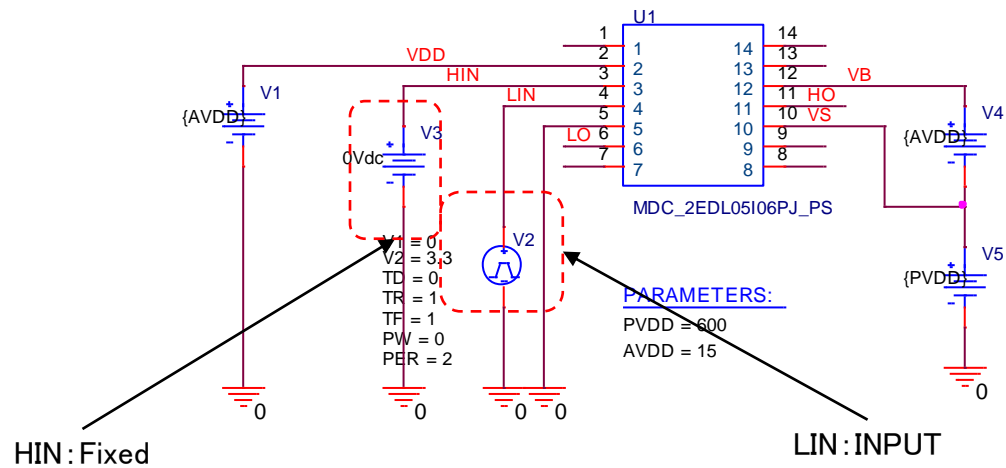 U1
1 1 14 14
2 2 13 13
VDD
3 3 12 12
HIN VB
4 4 11 11
LIN HO
5 5 10 10
VS
6 6 9 9
LO
7 7 8 8
V1
{AVDD}
V3
0Vdc
V4
{AVDD}
MDC_2EDL05I06PJ_PS
V1 = 0
V2 = 3.3
TD = 0
TR = 1
TF = 1
PW = 0
PER = 2
V2
V5
{PVDD}
PARAMETERS:
PVDD = 600
AVDD = 15
0 0 0 0 0
HIN:Fixed
LIN:INPUT